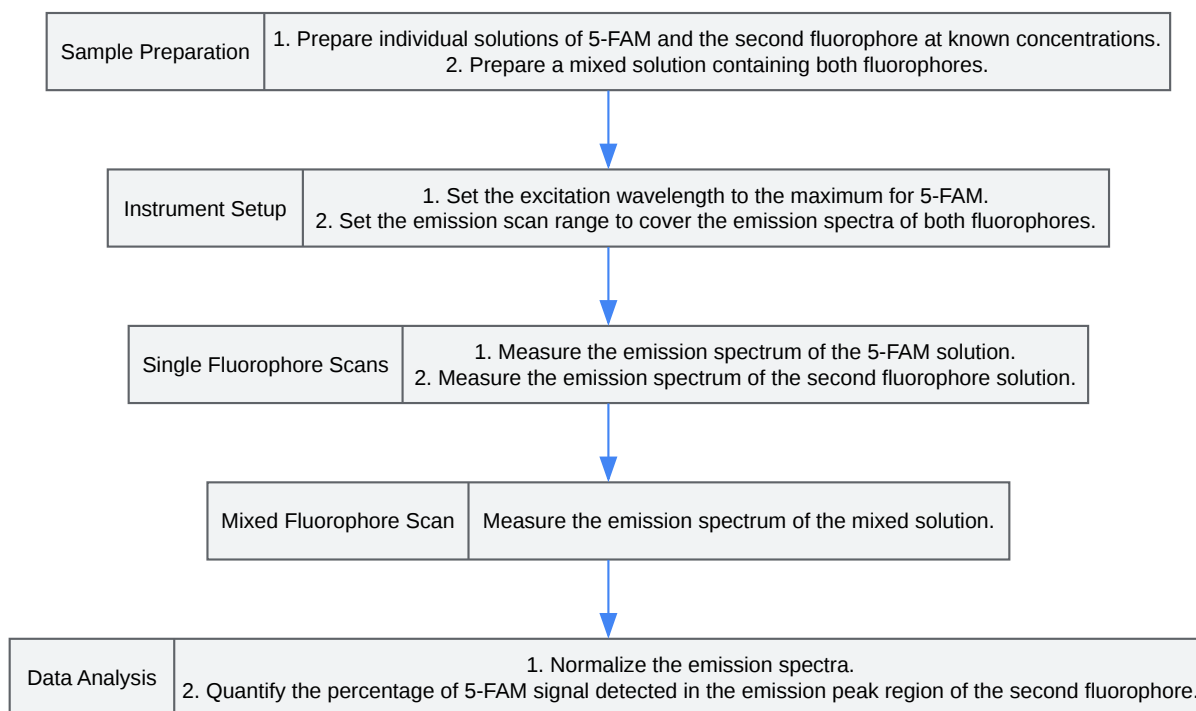 Sample Preparation
1. Prepare individual solutions of 5-FAM and the second fluorophore at known concentrations.
2. Prepare a mixed solution containing both fluorophores.
Instrument Setup
1. Set the excitation wavelength to the maximum for 5-FAM.
2. Set the emission scan range to cover the emission spectra of both fluorophores.
Single Fluorophore Scans
1. Measure the emission spectrum of the 5-FAM solution.
2. Measure the emission spectrum of the second fluorophore solution.
Mixed Fluorophore Scan
Measure the emission spectrum of the mixed solution.
Data Analysis
1. Normalize the emission spectra.
2. Quantify the percentage of 5-FAM signal detected in the emission peak region of the second fluorophore.